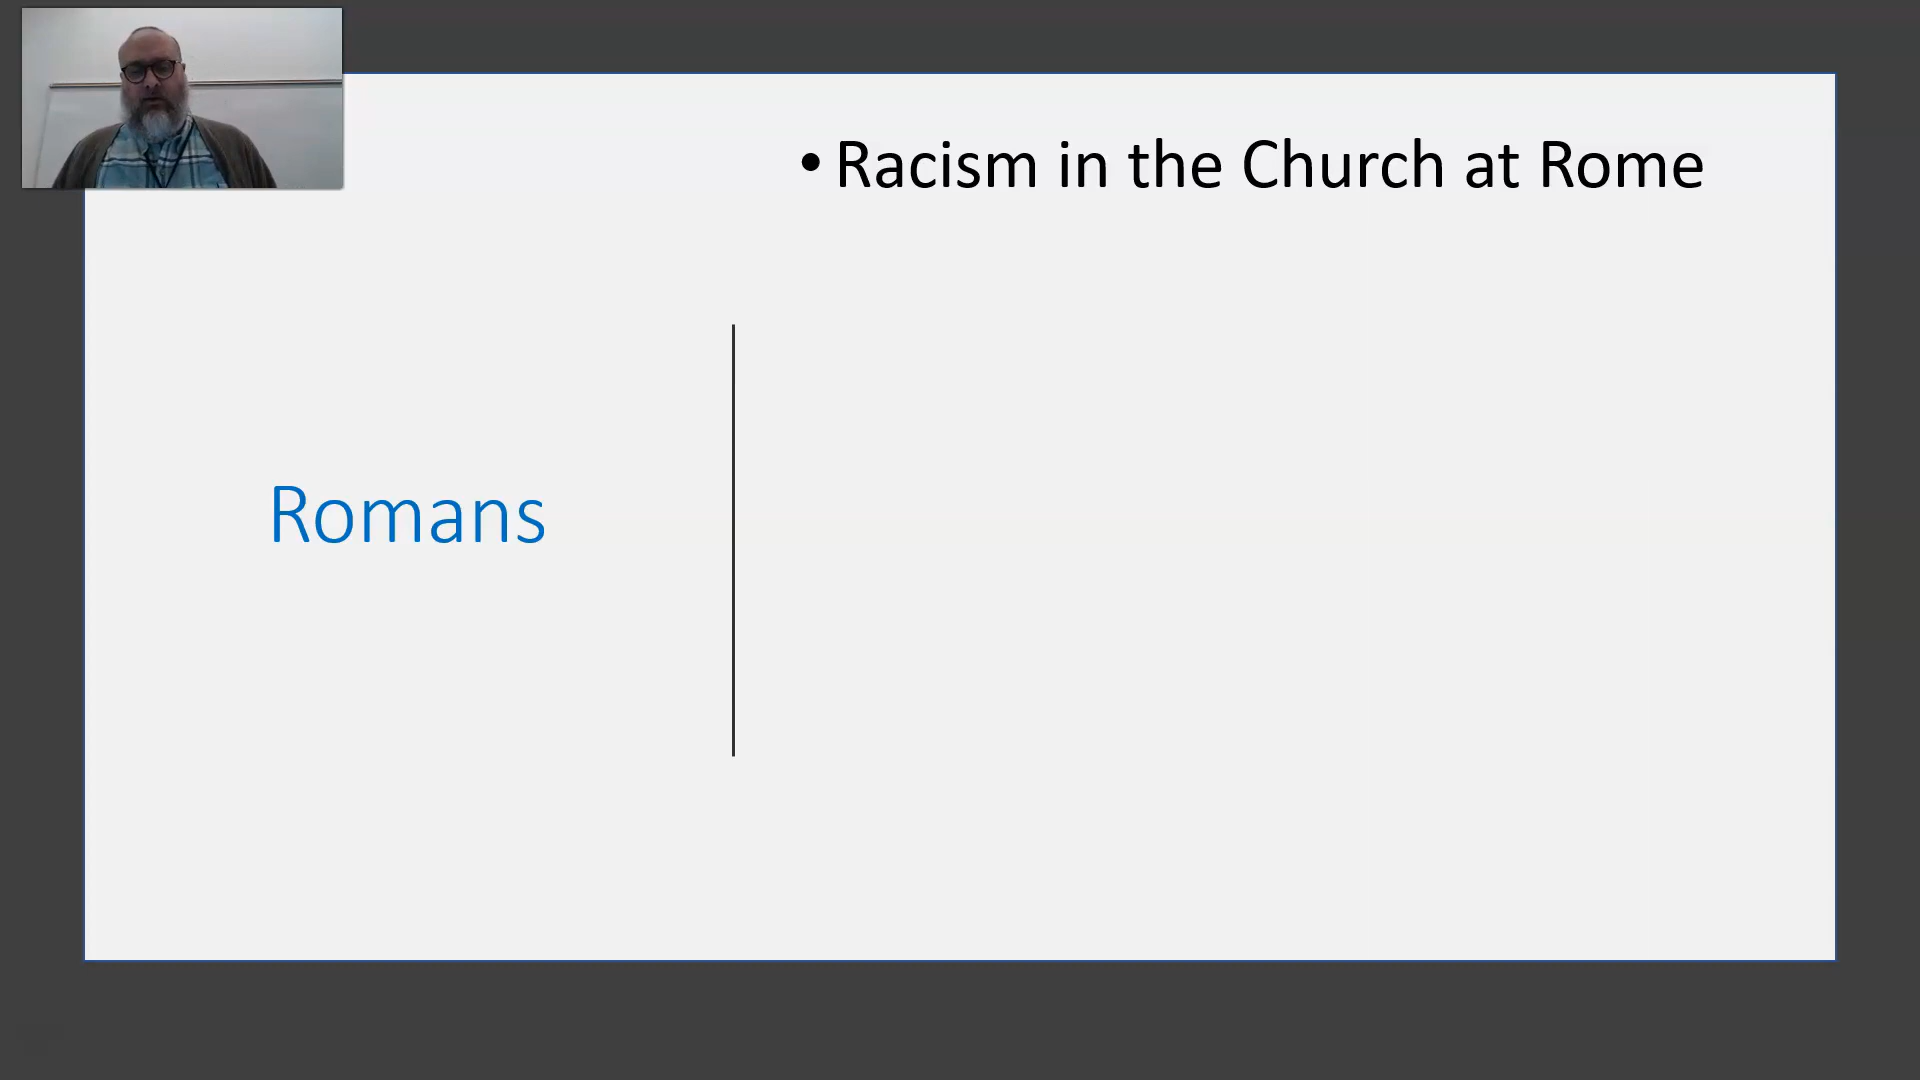 • Racism in the Church at Rome
Romans